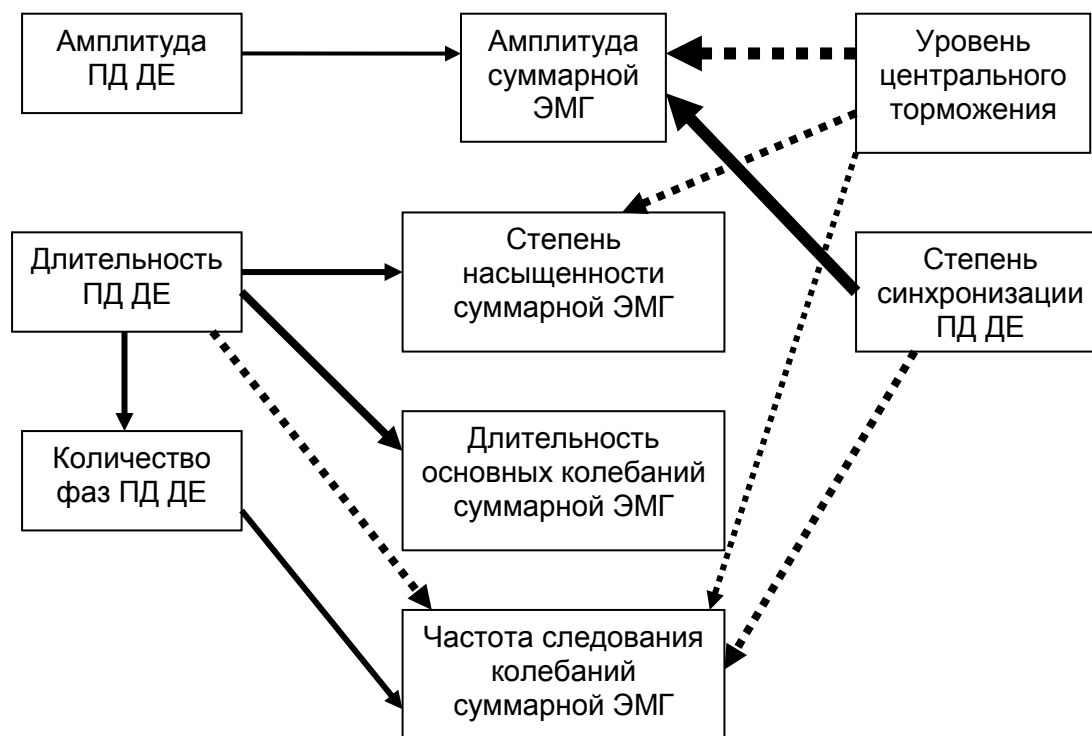 Амплитуда
ПД ДЕ
Амплитуда
суммарной
ЭМГ
Уровень
центрального
торможения
Длительность
ПД ДЕ
Степень
насыщенности
суммарной ЭМГ
Степень
синхронизации
ПД ДЕ
Количество
фаз ПД ДЕ
Длительность
основных колебаний
суммарной ЭМГ
Частота следования
колебаний
суммарной ЭМГ